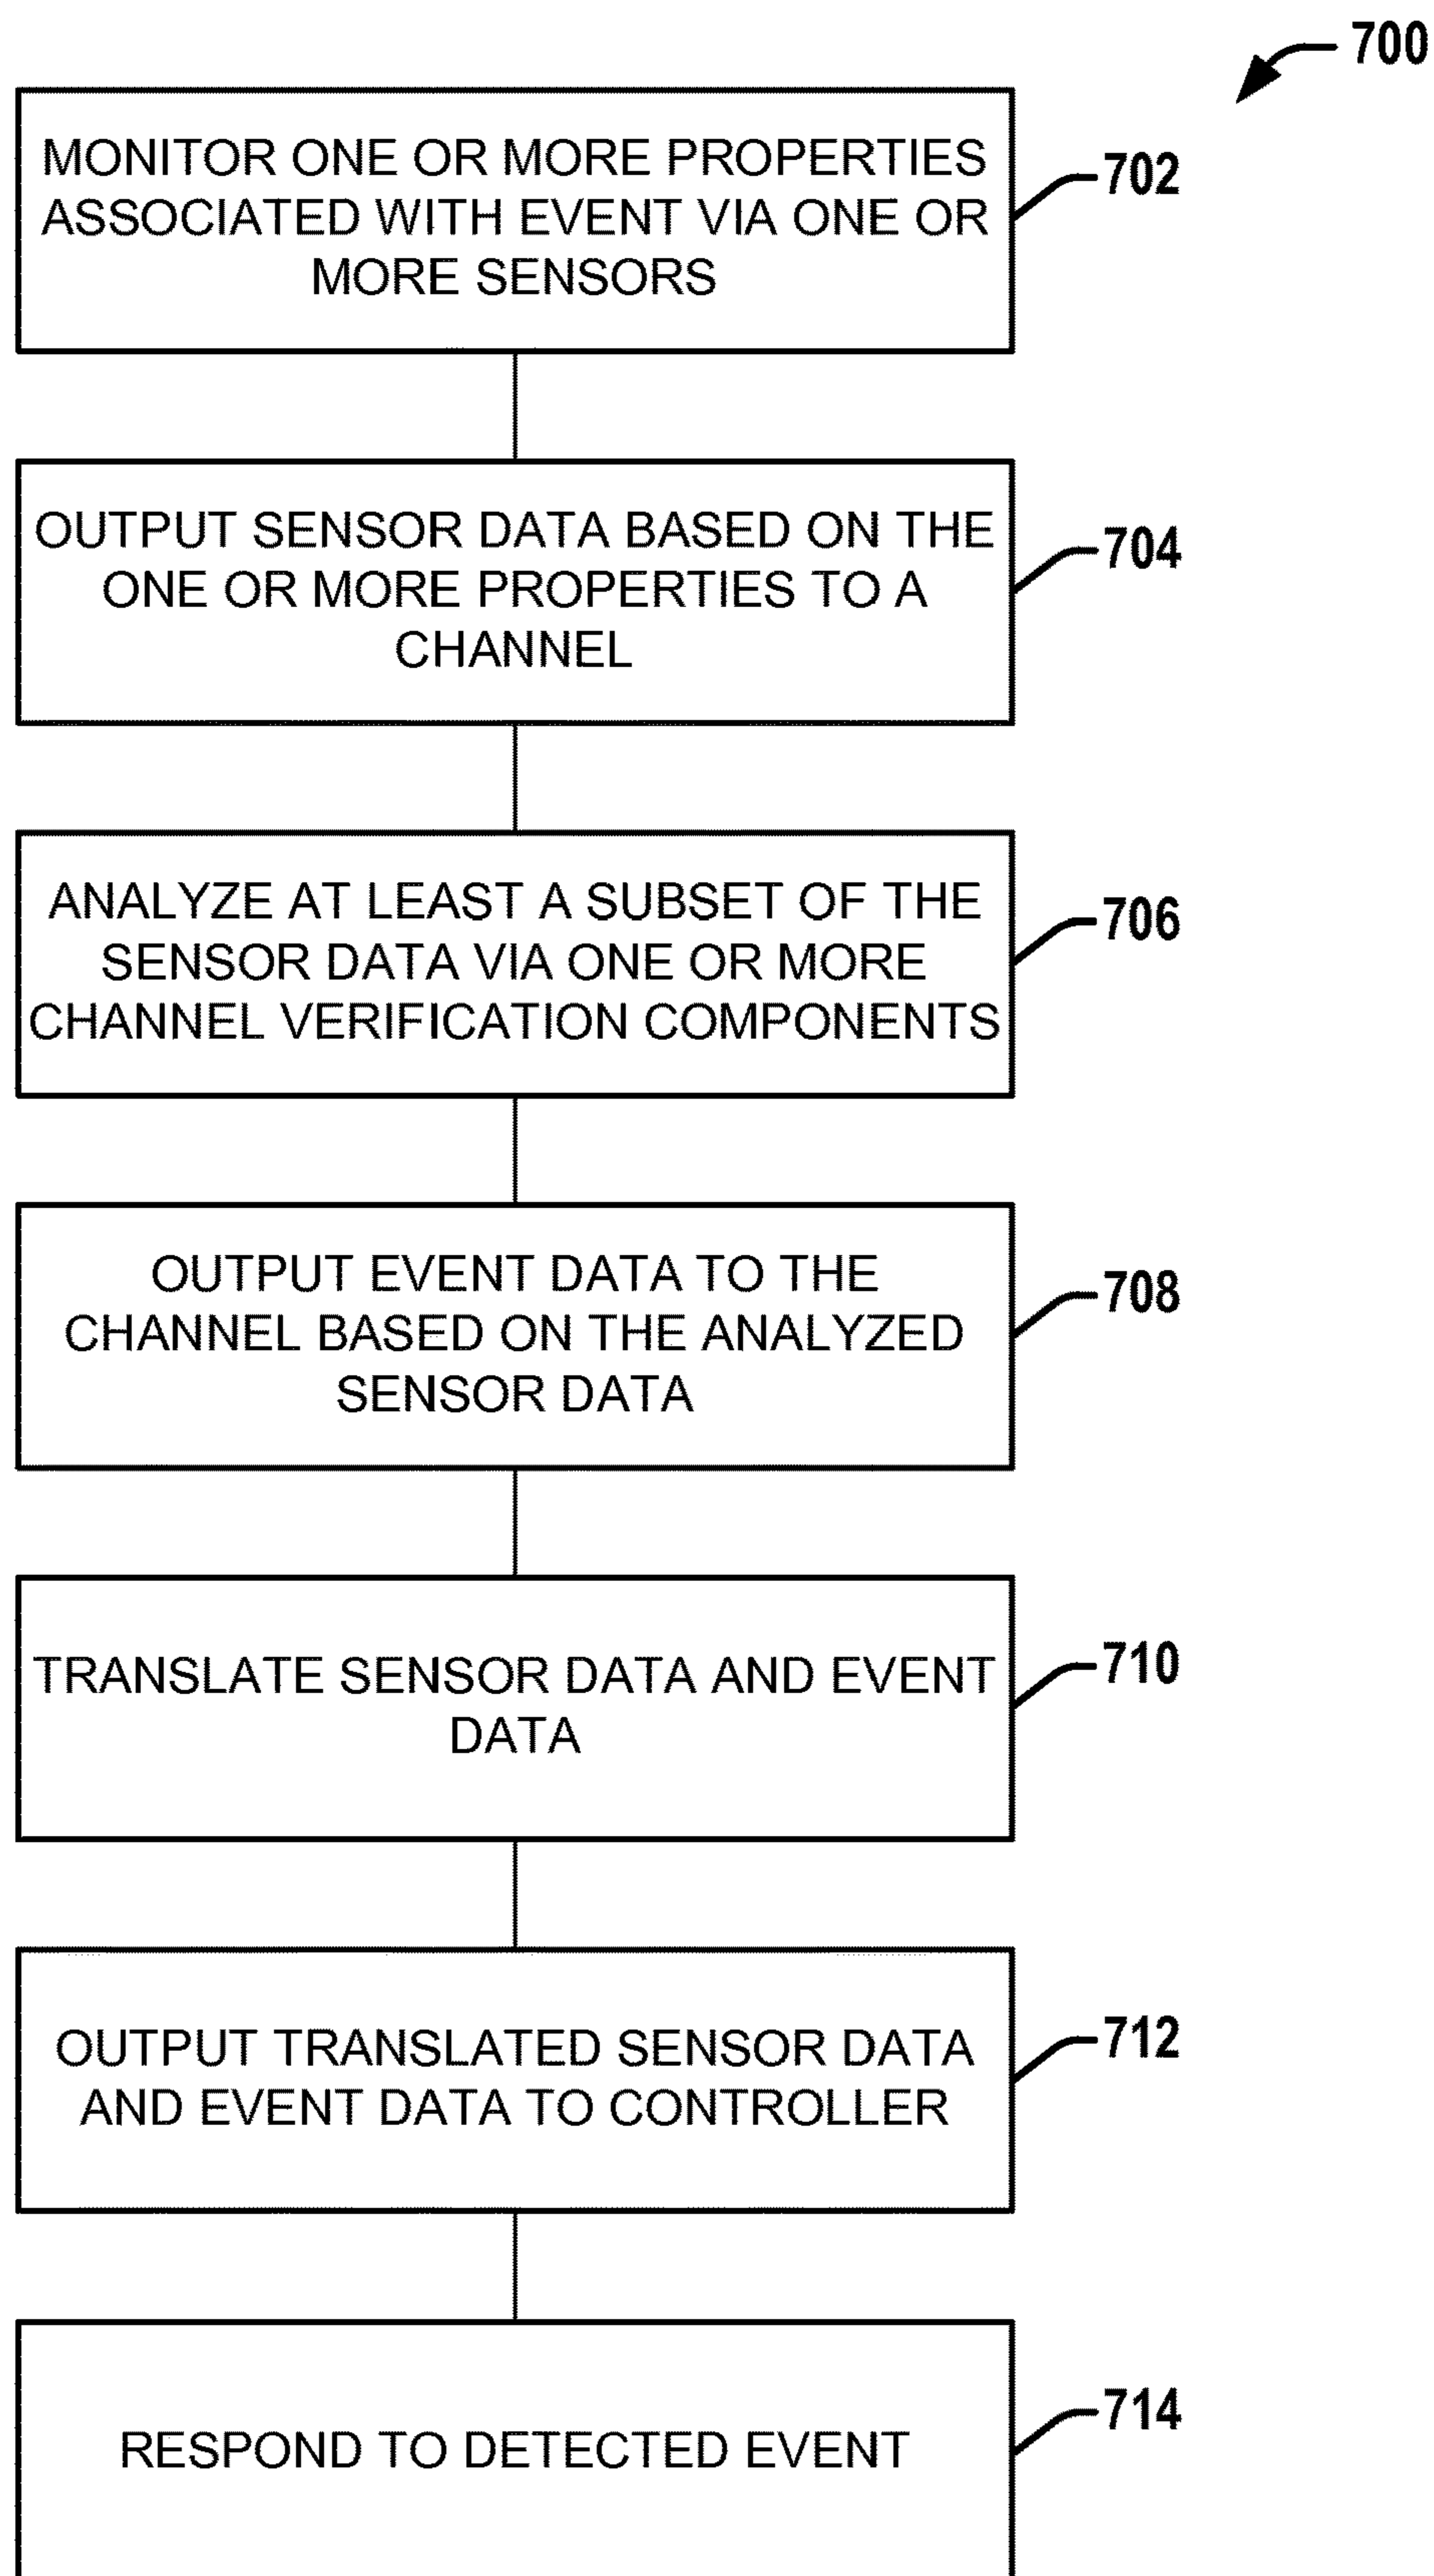 700
MONITOR ONE OR MORE PROPERTIES
ASSOCIATED WITH EVENT VIA ONE OR
MORE SENSORS
702
OUTPUT SENSOR DATA BASED ON THE
ONE OR MORE PROPERTIES TO A
CHANNEL
704
ANALYZE AT LEAST A SUBSET OF THE
SENSOR DATA VIA ONE OR MORE
CHANNEL VERIFICATION COMPONENTS
706
OUTPUT EVENT DATA TO THE
CHANNEL BASED ON THE ANALYZED
SENSOR DATA
708
TRANSLATE SENSOR DATA AND EVENT
DATA
710
OUTPUT TRANSLATED SENSOR DATA
AND EVENT DATA TO CONTROLLER
712
RESPOND TO DETECTED EVENT
714